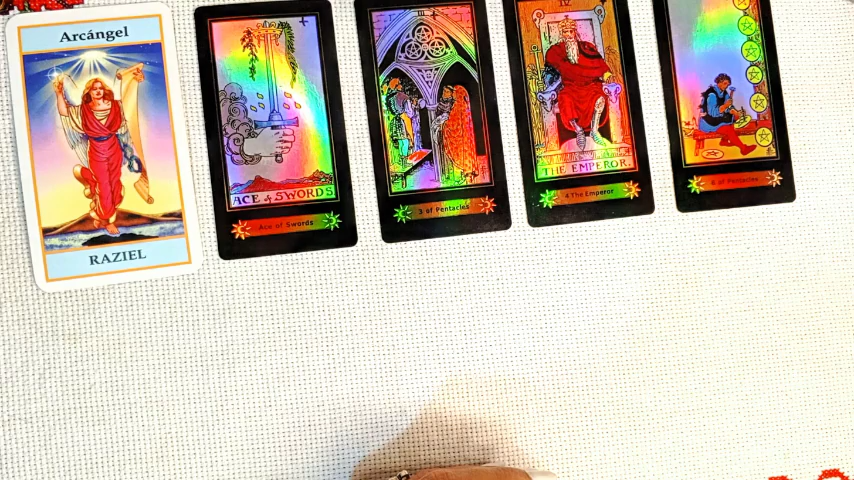 Arcángel
RAZIEL
ACE of SWORDS
Ace of Swords
3 of Pentacles
IV
THE EMPEROR.
4 The Emperor
of Pentacles